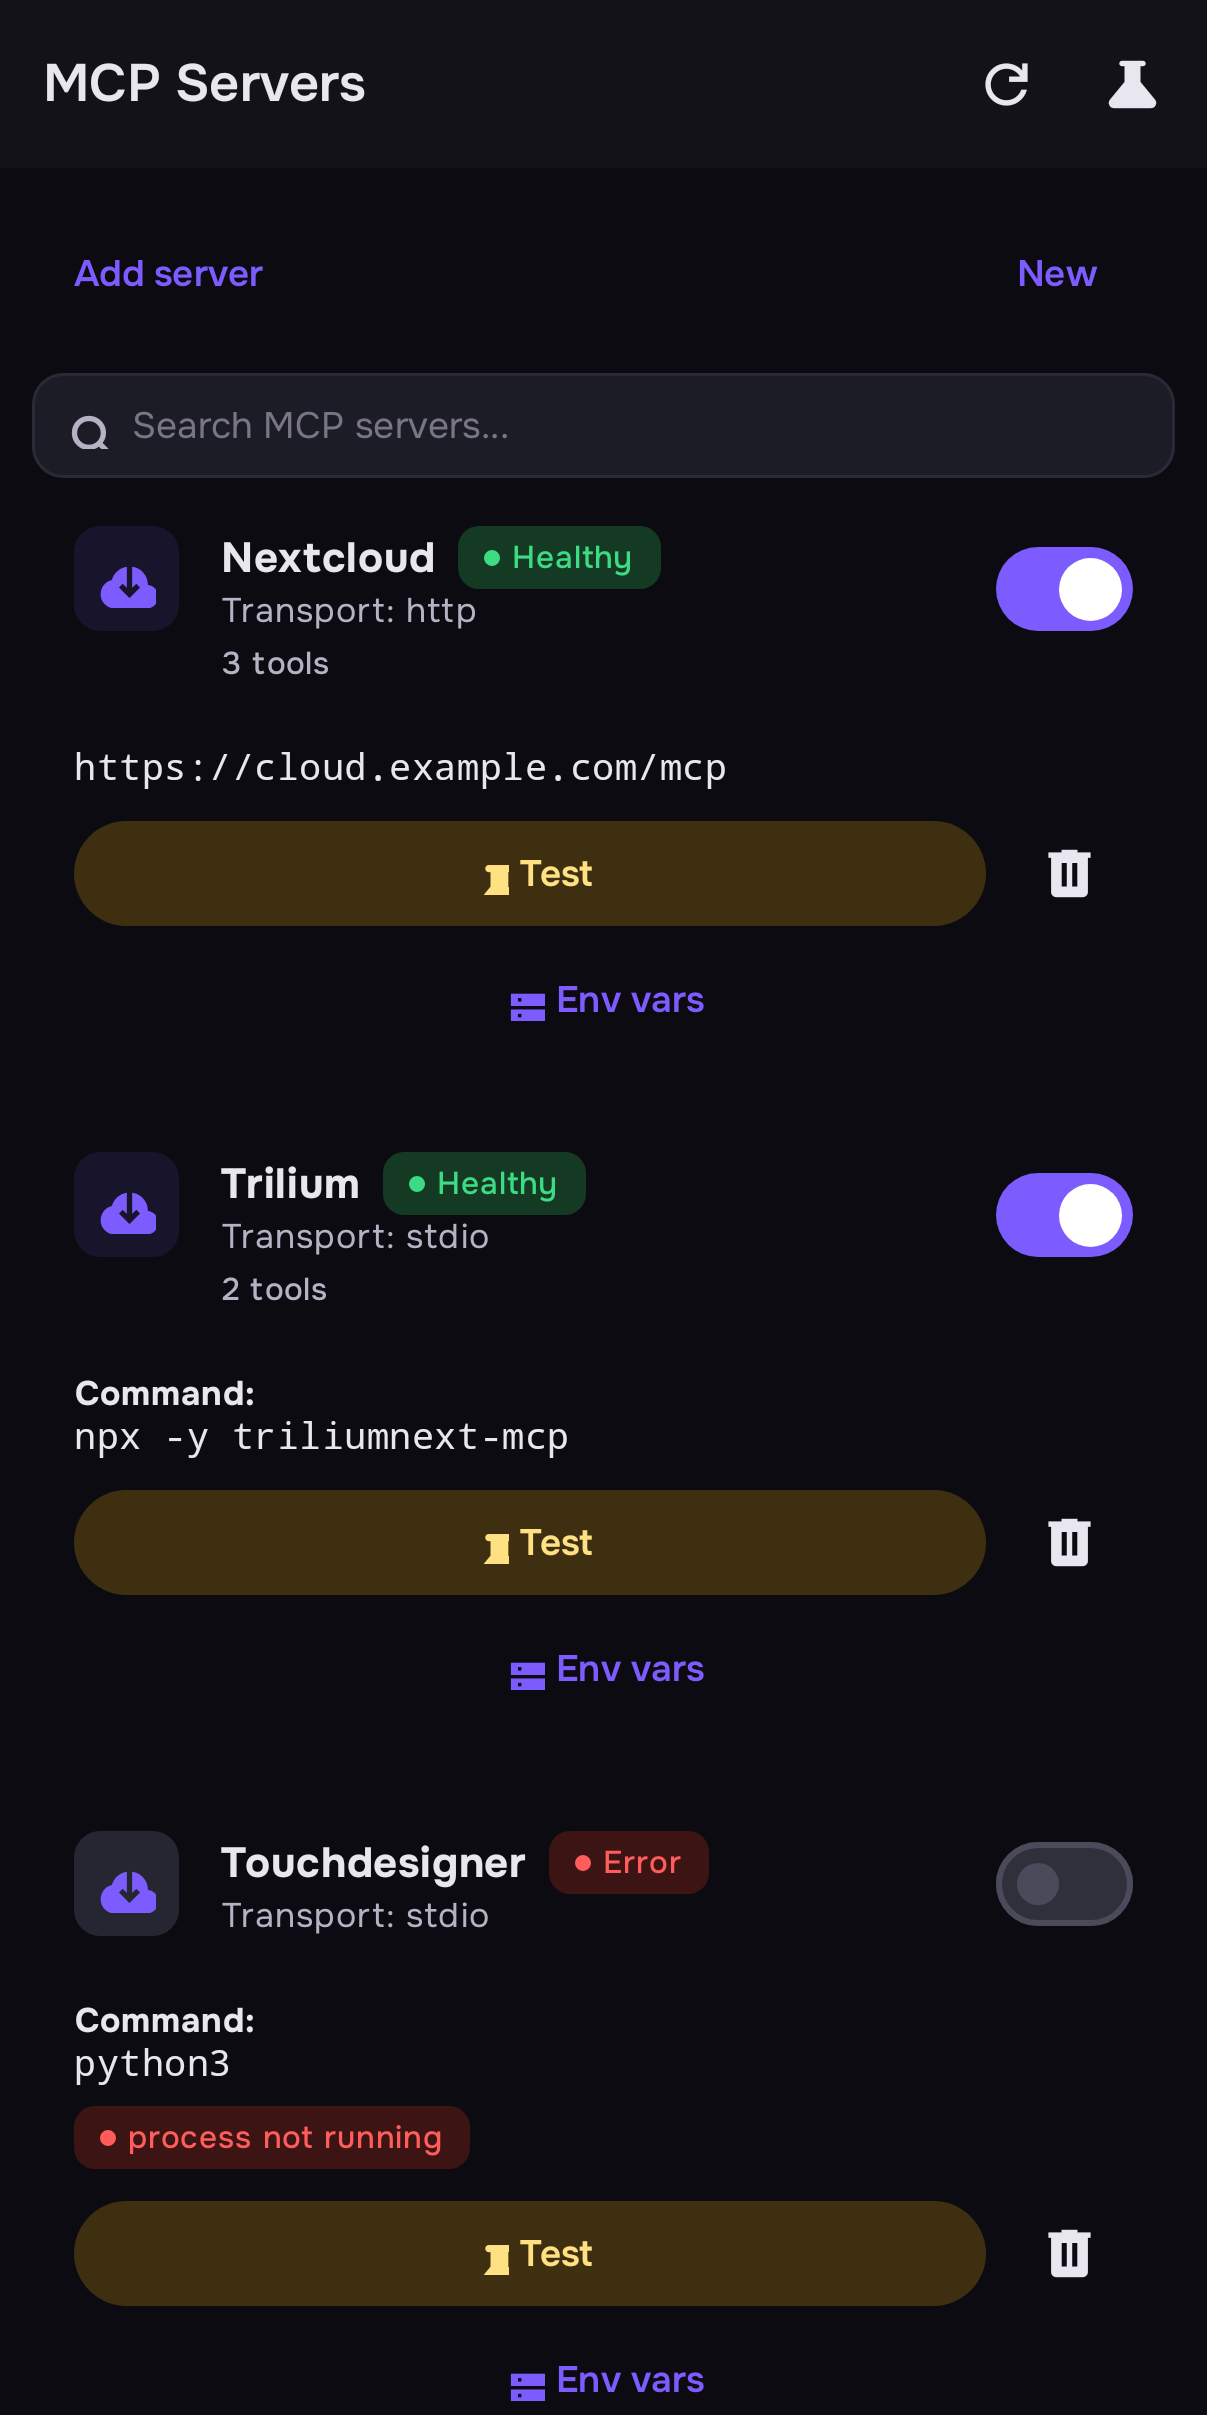 MCP Servers
Add server
New
Search MCP servers...
Nextcloud
Healthy
Transport: http
3 tools
https://cloud.example.com/mcp
Test
Env vars
Trilium
Healthy
Transport: stdio
2 tools
Command:
npx -y triliumnext-mcp
Test
Env vars
Touchdesigner
Error
Transport: stdio
Command:
python3
process not running
Test
Env vars